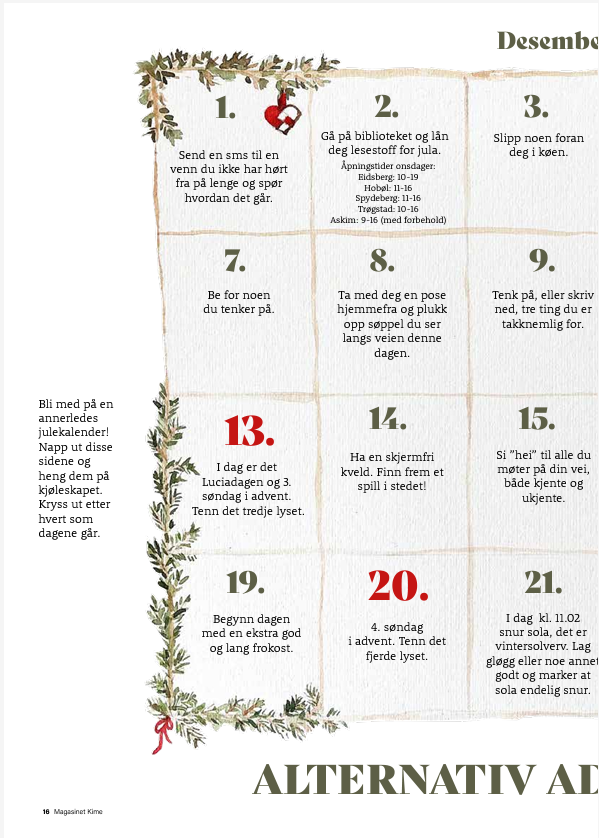 Desembe
1.
Send en sms til en
venn du ikke har hørt
fra på lenge og spør
hvordan det går.
2.
Gå på biblioteket og lån
deg lesestoff for jula.
Åpningstider onsdager:
Eidsberg: 10-19
Hobøl: 11-16
Spydeberg: 11-16
Trøgstad: 10-16
Askim: 9-16 (med forbehold)
3.
Slipp noen foran
deg i køen.
7.
Be for noen
du tenker på.
8.
Ta med deg en pose
hjemmefra og plukk
opp søppel du ser
langs veien denne
dagen.
9.
Tenk på, eller skriv
ned, tre ting du er
takknemlig for.
Bli med på en
annerledes
julekalender!
Napp ut disse
sidene og
heng dem på
kjøleskapet.
Kryss ut etter
hvert som
dagene går.
13.
I dag er det
Luciadagen og 3.
søndag i advent.
Tenn det tredje lyset.
14.
Ha en skjermfri
kveld. Finn frem et
spill i stedet!
15.
Si ”hei” til alle du
møter på din vei,
både kjente og
ukjente.
19.
Begynn dagen
med en ekstra god
og lang frokost.
20.
4. søndag
i advent. Tenn det
fjerde lyset.
21.
I dag kl. 11.02
snur sola, det er
vintersolverv. Lag
gløgg eller noe annet
godt og marker at
sola endelig snur.
ALTERNATIV AD
16 Magasinet Kime